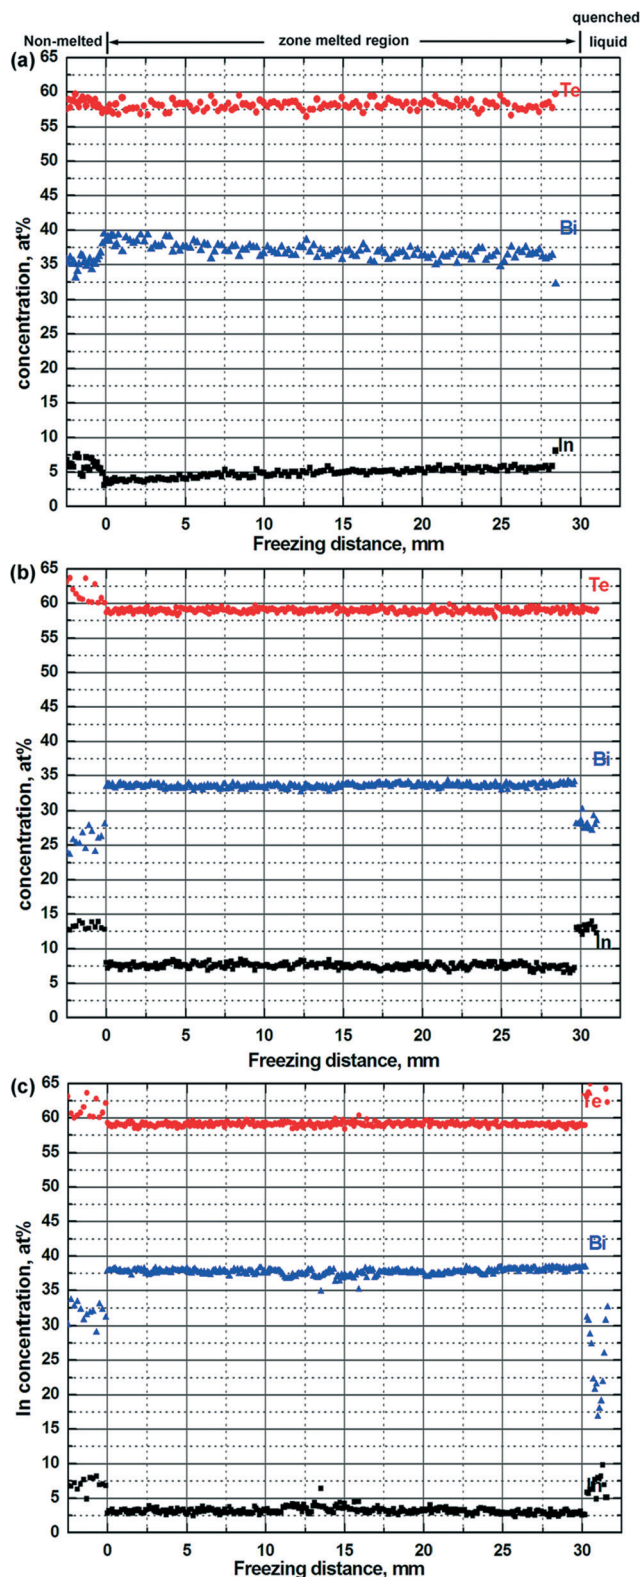 quenched
Non-melted zone melted region liquid
(a)
65
60
55
50
45
40
35
30
25
20
15
10
5
0
Te
Bi
In
concentration, at%
0 5 10 15 20 25 30
Freezing distance, mm
(b)
65
60
55
50
45
40
35
30
25
20
15
10
5
0
Te
Bi
In
concentration, at%
0 5 10 15 20 25 30
Freezing distance, mm
(c)
65
60
55
50
45
40
35
30
25
20
15
10
5
0
Te
Bi
In
In concentration, at%
0 5 10 15 20 25 30
Freezing distance, mm